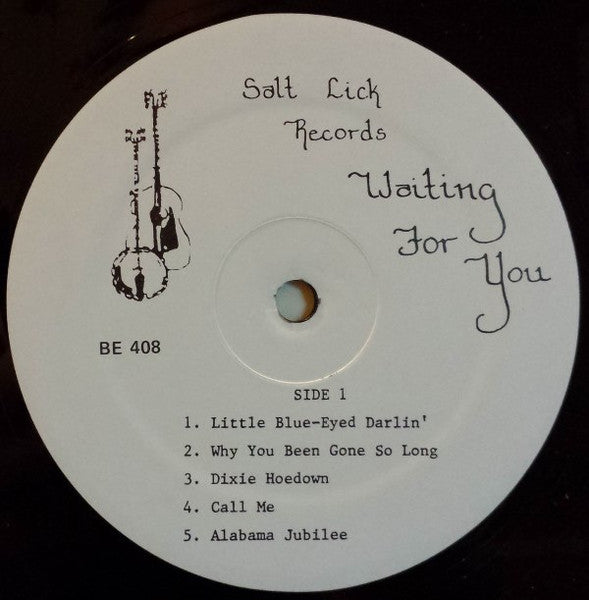 Salt Lick
Records
Waiting
For
You
BE 408
SIDE 1
1. Little Blue-Eyed Darlin'
2. Why You Been Gone So Long
3. Dixie Hoedown
4. Call Me
5. Alabama Jubilee